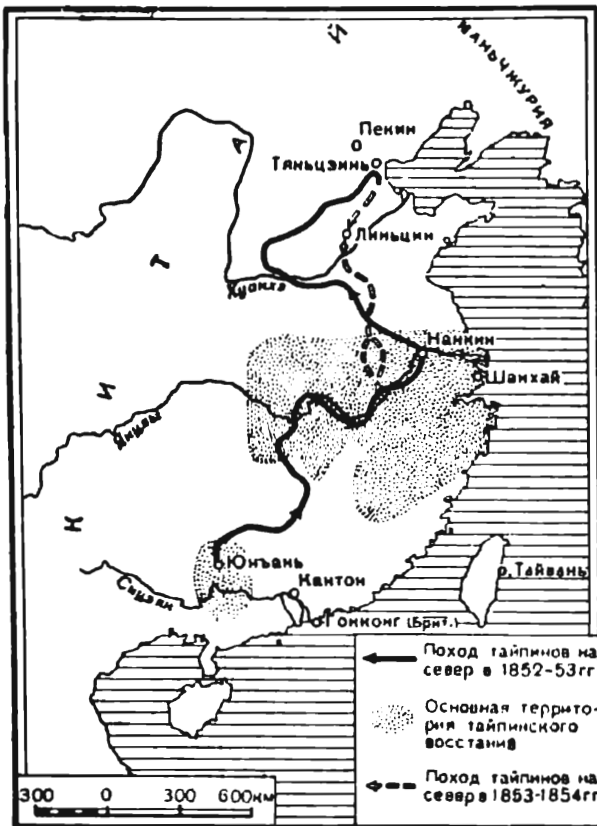 Й
МАНЬЧЖУРИЯ
Пекин
А
Тяньцзинь
Линьцин
Т
Хуанхэ
Нанкин
Шанхай
И
Янцзы
К
Юнъань
Сицзян
Кантон
о. Тайвань
Гонконг (Брит.)
Поход тайпинов на
север в 1852-53гг
Основная террито-
рия тайпинского
восстания
Поход тайпинов на
север в 1853-1854гг
300 0 300 600км